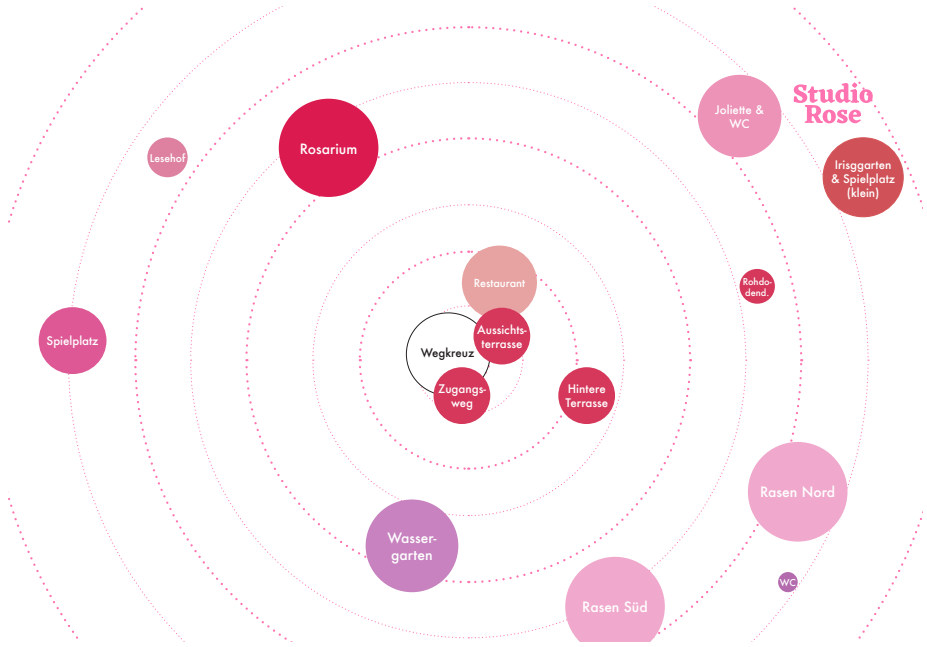 Studio
Rose
Joliette &
WC
Rosarium
Lesehof
Irisggarten
& Spielplatz
(klein)
Restaurant
Rohdo-
dend.
Aussichts-
terrasse
Spielplatz
Wegkreuz
Zugangs-
weg
Hintere
Terrasse
Rasen Nord
Wasser-
garten
WC
Rasen Süd